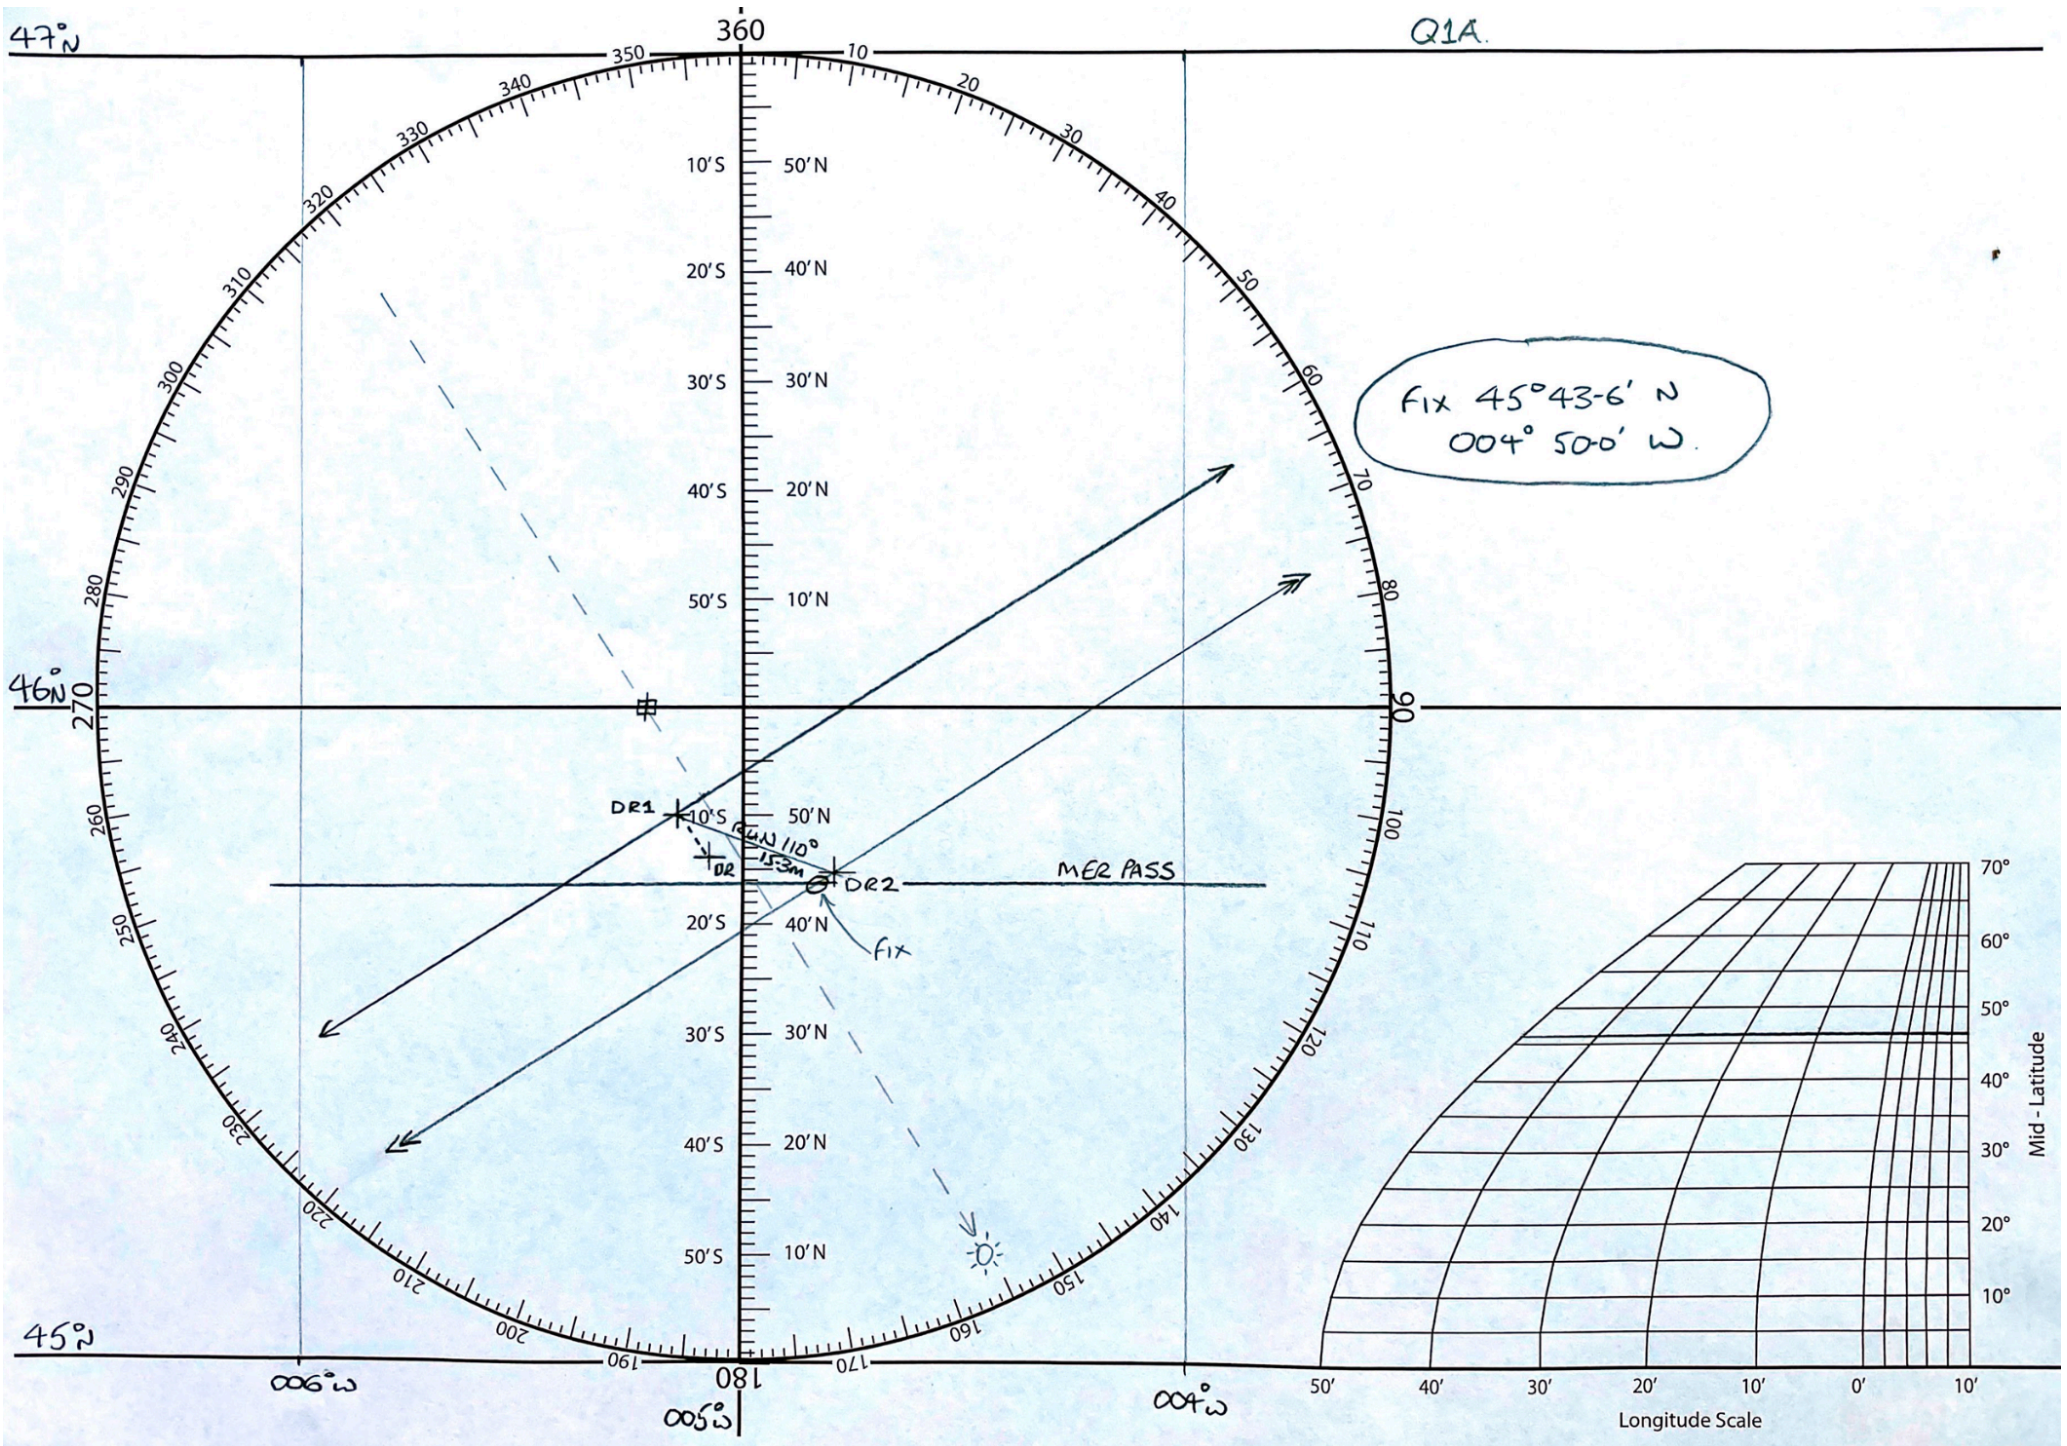 47°N
360
Q1A.
350
10
340
20
330
30
10'S 50'N
320
40
20'S 40'N
310
50
30'S 30'N
300
60
Fix 45° 43.6' N
004° 50.0' W.
290
70
40'S 20'N
280
80
50'S 10'N
46°N
270
90
DR1
10'S 50'N
260
100
RUN 110°
15.3m
DR
DR2
MER PASS
20'S 40'N
250
110
Fix
70°
60°
50°
40°
30°
20°
10°
Mid - Latitude
30'S 30'N
240
120
40'S 20'N
230
130
50'S 10'N
220
140
210
150
200
160
190
170
180
45°N
006°W
005°W
004°W
50' 40' 30' 20' 10' 0' 10'
Longitude Scale